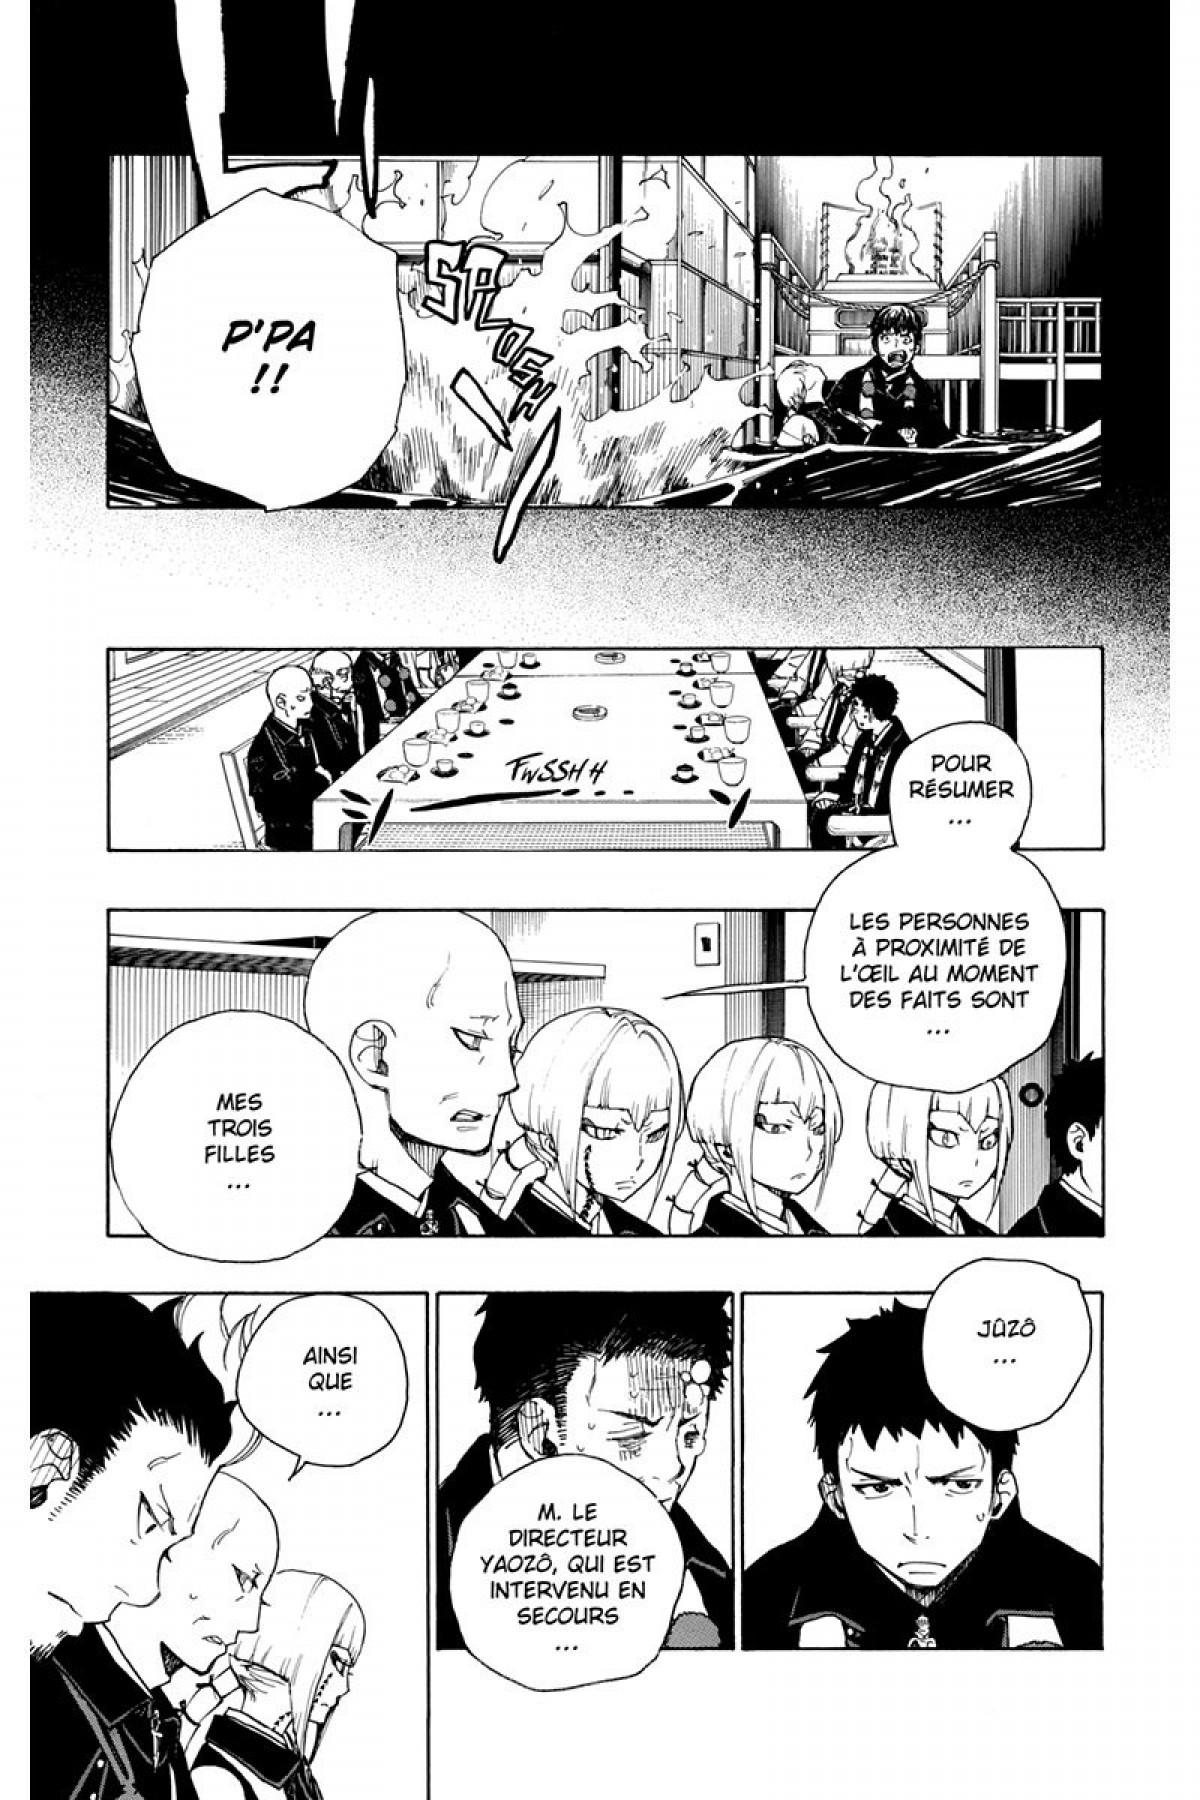 P'PA
!!
SPLOESH
FWSSHH
POUR
RÉSUMER
...
LES PERSONNES
À PROXIMITÉ DE
L'ŒIL AU MOMENT
DES FAITS SONT
...
MES
TROIS
FILLES
...
JÛZÔ
...
M. LE
DIRECTEUR
YAOZÔ, QUI EST
INTERVENU EN
SECOURS
...
AINSI
QUE
...